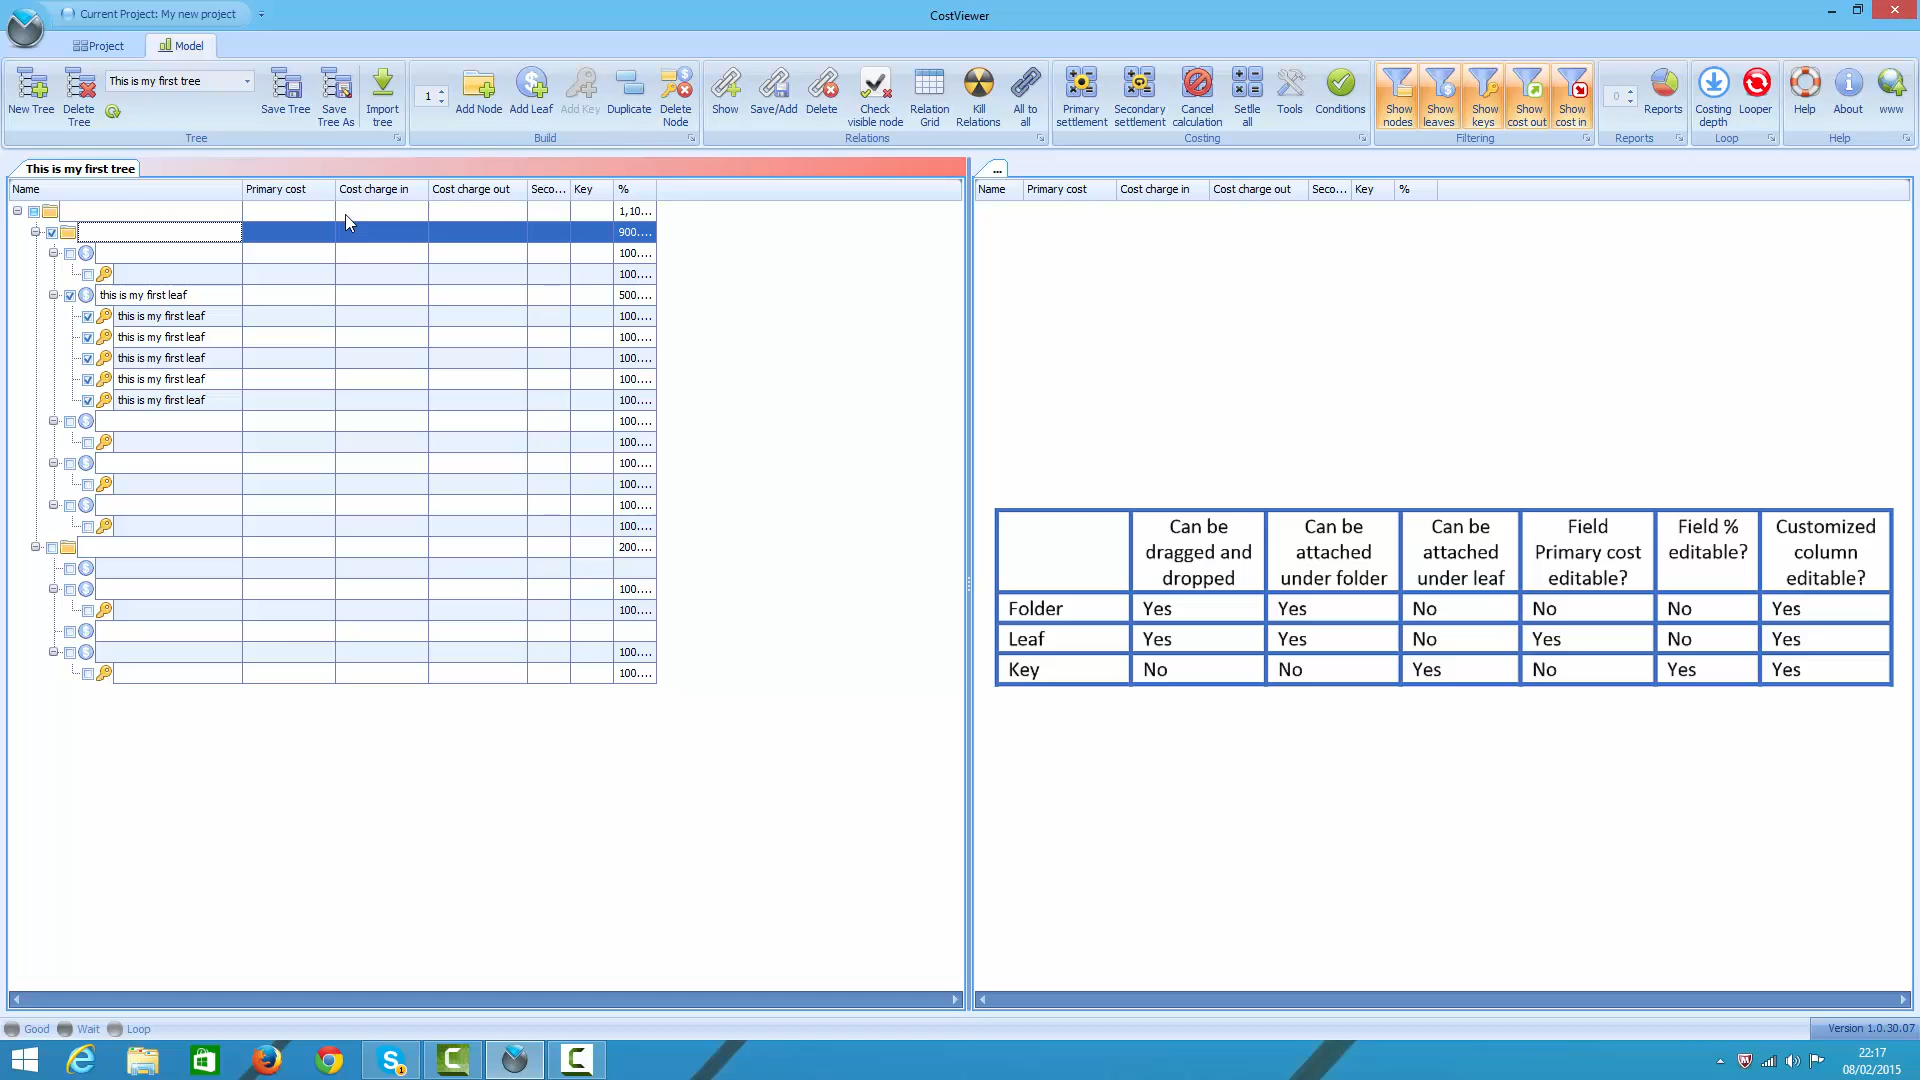 Current Project: My new project
CostViewer
Project
Model
This is my first tree
New Tree
Delete Tree
Save Tree
Save Tree As
Import tree
Tree
1
Add Node
Add Leaf
Add Key
Duplicate
Delete Node
Build
Show
Save/Add
Delete
Check visible node
Relation Grid
Kill Relations
All to all
Relations
Primary settlement
Secondary settlement
Cancel calculation
Setlle all
Tools
Conditions
Costing
Show nodes
Show leaves
Show keys
Show cost out
Show cost in
Filtering
0
Reports
Reports
Costing depth
Looper
Loop
Help
About
www
Help
This is my first tree
...
Name Primary cost Cost charge in Cost charge out Seco... Key %
Name Primary cost Cost charge in Cost charge out Seco... Key %
1,10...
900....
100....
100....
this is my first leaf 500....
this is my first leaf 100....
this is my first leaf 100....
this is my first leaf 100....
this is my first leaf 100....
this is my first leaf 100....
100....
100....
100....
100....
100....
100....
200....
100....
100....
100....
100....
Can be dragged and dropped
Can be attached under folder
Can be attached under leaf
Field Primary cost editable?
Field % editable?
Customized column editable?
Folder Yes Yes No No No Yes
Leaf Yes Yes No Yes No Yes
Key No No Yes No Yes Yes
Good Wait Loop
Version 1.0.30.07
22:17
08/02/2015